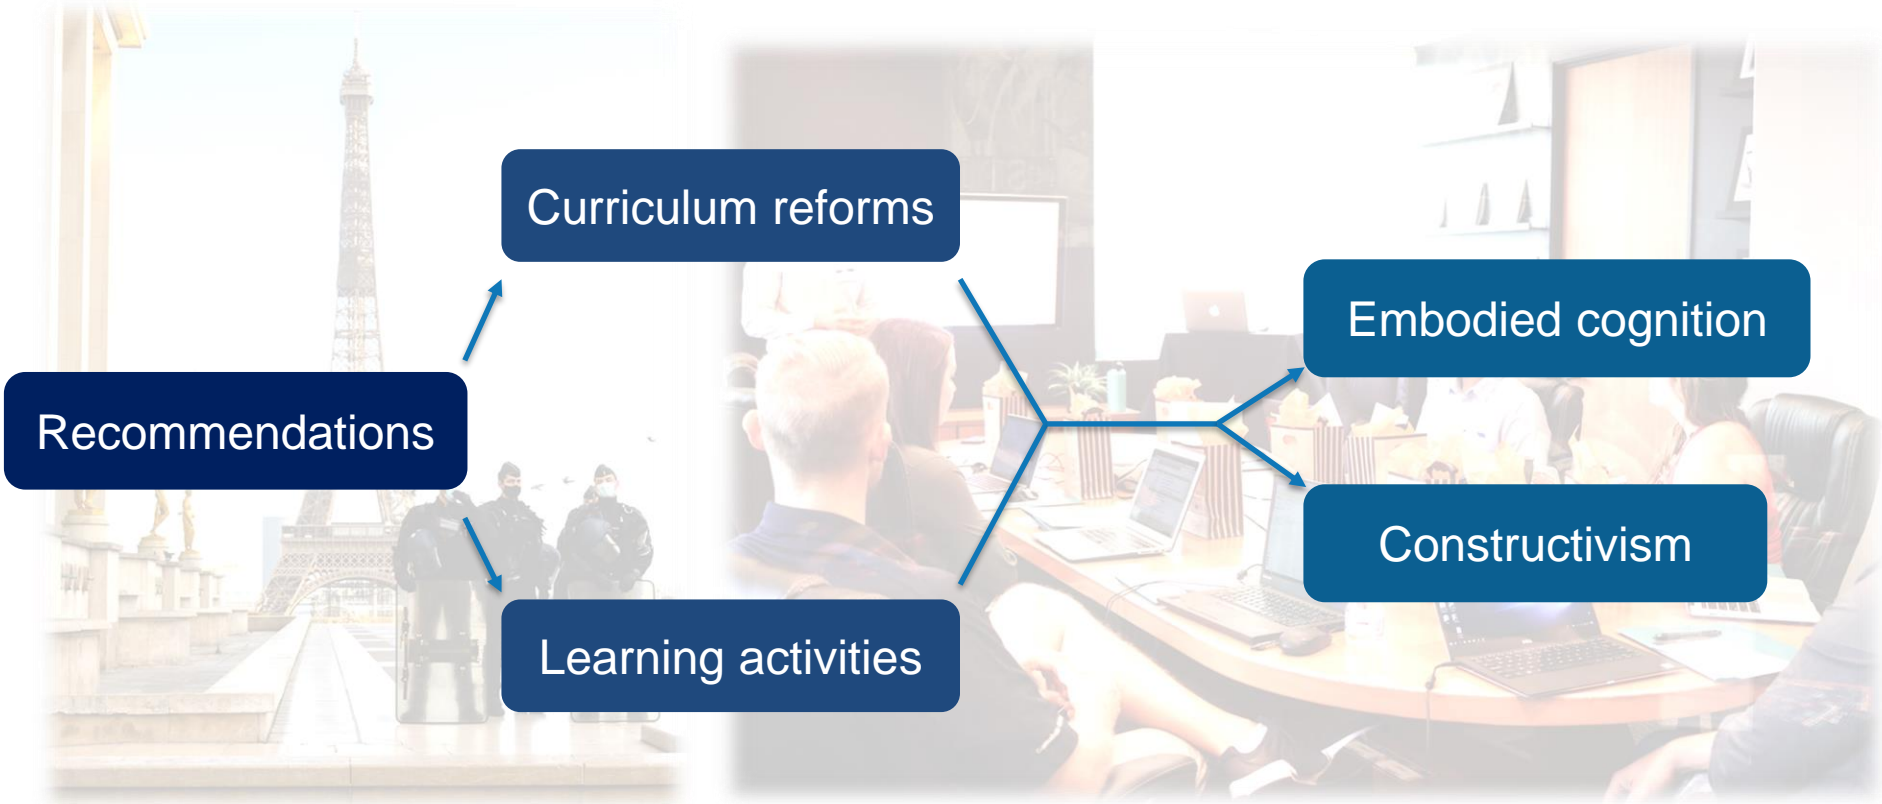 Curriculum reforms
Embodied cognition
Recommendations
Constructivism
Learning activities